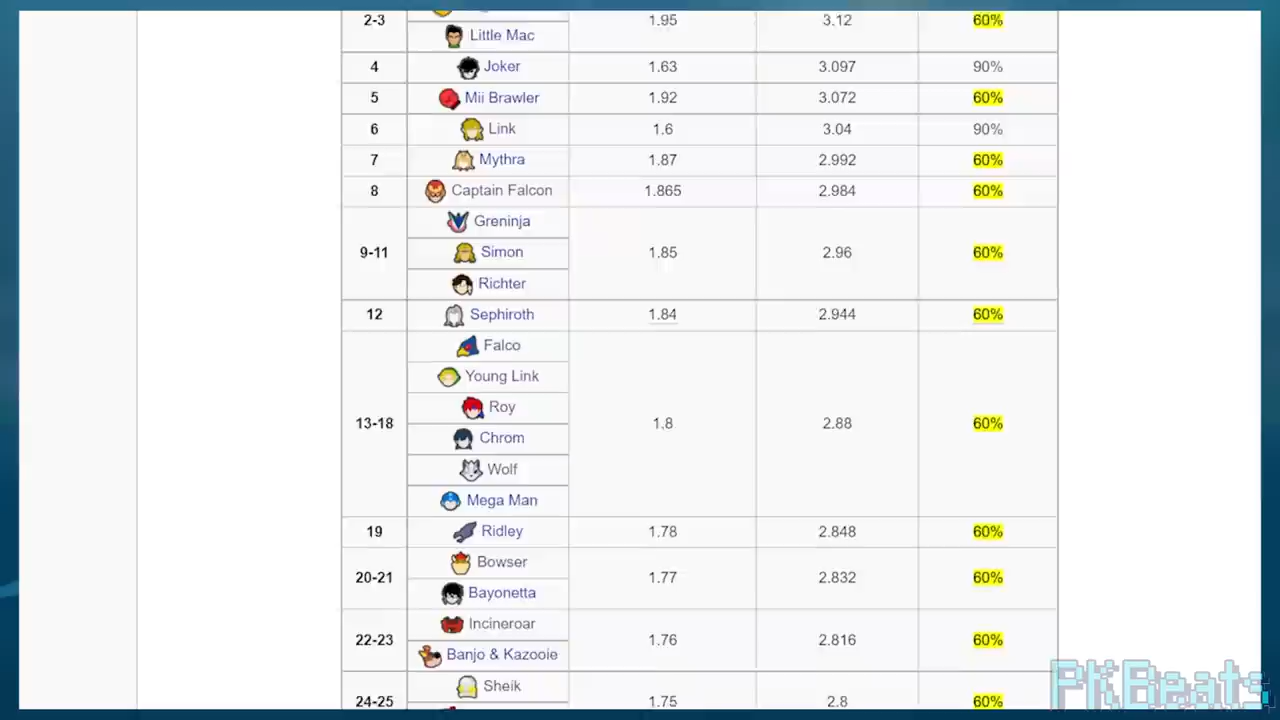 2-3 1.95 3.12 60%
Little Mac
4 Joker 1.63 3.097 90%
5 Mii Brawler 1.92 3.072 60%
6 Link 1.6 3.04 90%
7 Mythra 1.87 2.992 60%
8 Captain Falcon 1.865 2.984 60%
Greninja
9-11 Simon 1.85 2.96 60%
Richter
12 Sephiroth 1.84 2.944 60%
Falco
Young Link
Roy
13-18 1.8 2.88 60%
Chrom
Wolf
Mega Man
19 Ridley 1.78 2.848 60%
Bowser
20-21 1.77 2.832 60%
Bayonetta
Incineroar
22-23 1.76 2.816 60%
Banjo & Kazooie
Sheik
24-25 .75 .8 60%
PKBeats